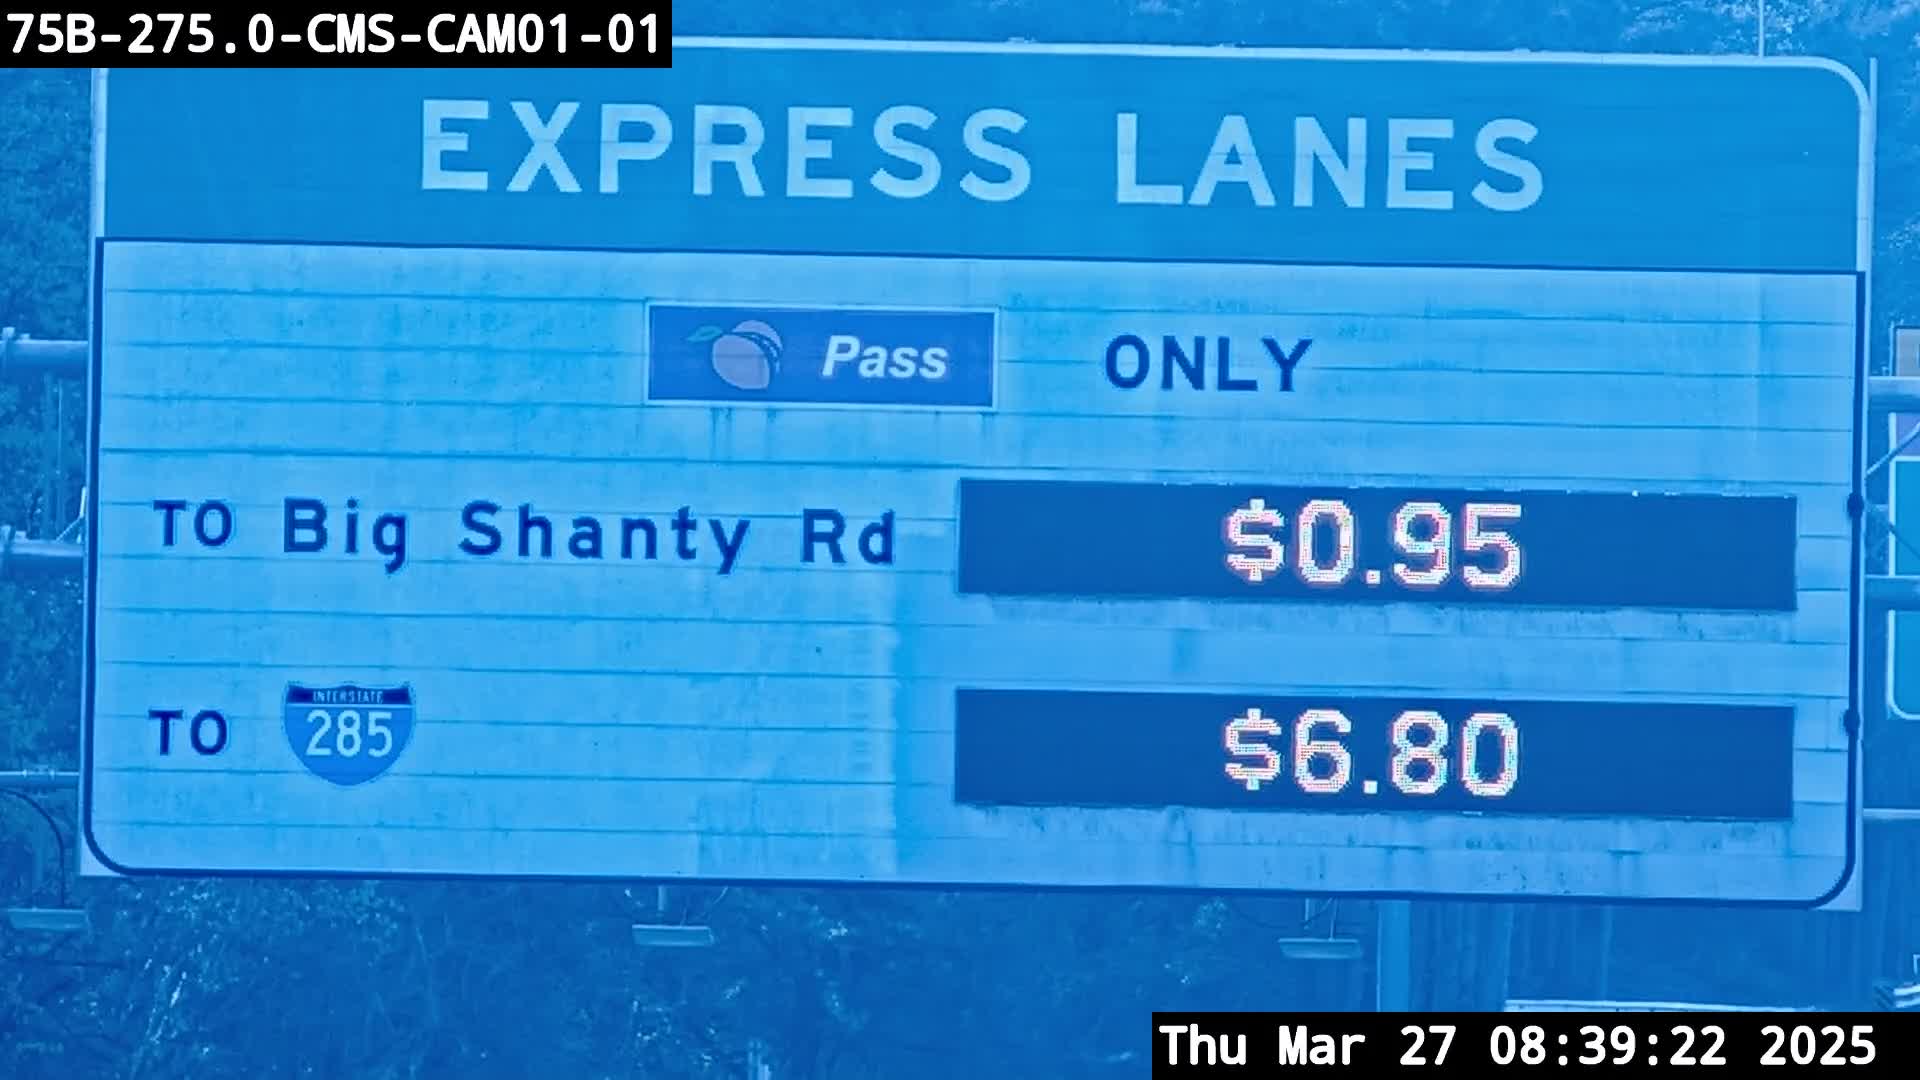 75B-275.0-CMS-CAM01-01
EXPRESS LANES
Pass ONLY
TO Big Shanty Rd $0.95
TO INTERSTATE 285 $6.80
Thu Mar 27 08:39:22 2025